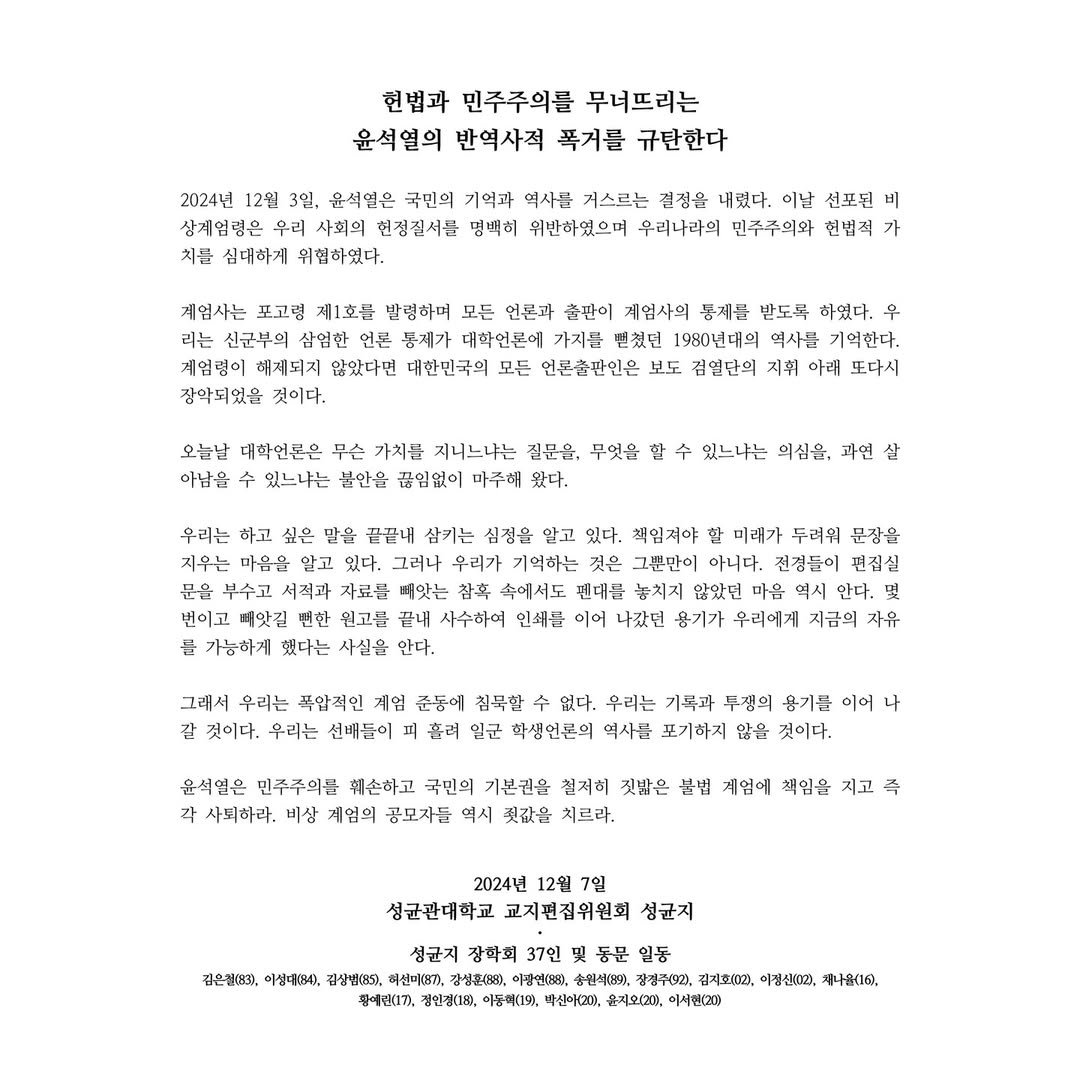 헌법과 민주주의를 무너뜨리는
윤석열의 반역사적 폭거를 규탄한다
2024년 12월 3일, 윤석열은 국민의 기억과 역사를 거스르는 결정을 내렸다. 이날 선포된 비
상계엄령은 우리 사회의 헌정질서를 명백히 위반하였으며 우리나라의 민주주의와 헌법적 가
치를 심대하게 위협하였다.
계엄사는 포고령 제1호를 발령하며 모든 언론과 출판이 계엄사의 통제를 받도록 하였다. 우
리는 신군부의 삼엄한 언론 통제가 대학언론에 가지를 뻗쳤던 1980년대의 역사를 기억한다.
계엄령이 해제되지 않았다면 대한민국의 모든 언론출판인은 보도 검열단의 지휘 아래 또다시
장악되었을 것이다.
오늘날 대학언론은 무슨 가치를 지니느냐는 질문을, 무엇을 할 수 있느냐는 의심을, 과연 살
아남을 수 있느냐는 불안을 끊임없이 마주해 왔다.
우리는 하고 싶은 말을 끝끝내 삼키는 심정을 알고 있다. 책임져야 할 미래가 두려워 문장을
지우는 마음을 알고 있다. 그러나 우리가 기억하는 것은 그뿐만이 아니다. 전경들이 편집실
문을 부수고 서적과 자료를 빼앗는 참혹 속에서도 펜대를 놓치지 않았던 마음 역시 안다. 몇
번이고 빼앗길 뻔한 원고를 끝내 사수하여 인쇄를 이어 나갔던 용기가 우리에게 지금의 자유
를 가능하게 했다는 사실을 안다.
그래서 우리는 폭압적인 계엄 준동에 침묵할 수 없다. 우리는 기록과 투쟁의 용기를 이어 나
갈 것이다. 우리는 선배들이 피 흘려 일군 학생언론의 역사를 포기하지 않을 것이다.
윤석열은 민주주의를 훼손하고 국민의 기본권을 철저히 짓밟은 불법 계엄에 책임을 지고 즉
각 사퇴하라. 비상 계엄의 공모자들 역시 죗값을 치르라.
2024년 12월 7일
성균관대학교 교지편집위원회 성균지
·
성균지 장학회 37인 및 동문 일동
김은철(83), 이성대(84), 김상범(85), 허선미(87), 강성훈(88), 이광연(88), 송원석(89), 장경주(92), 김지호(02), 이정신(02), 채나율(16),
황예린(17), 정인경(18), 이동혁(19), 박신아(20), 윤지오(20), 이서현(20)